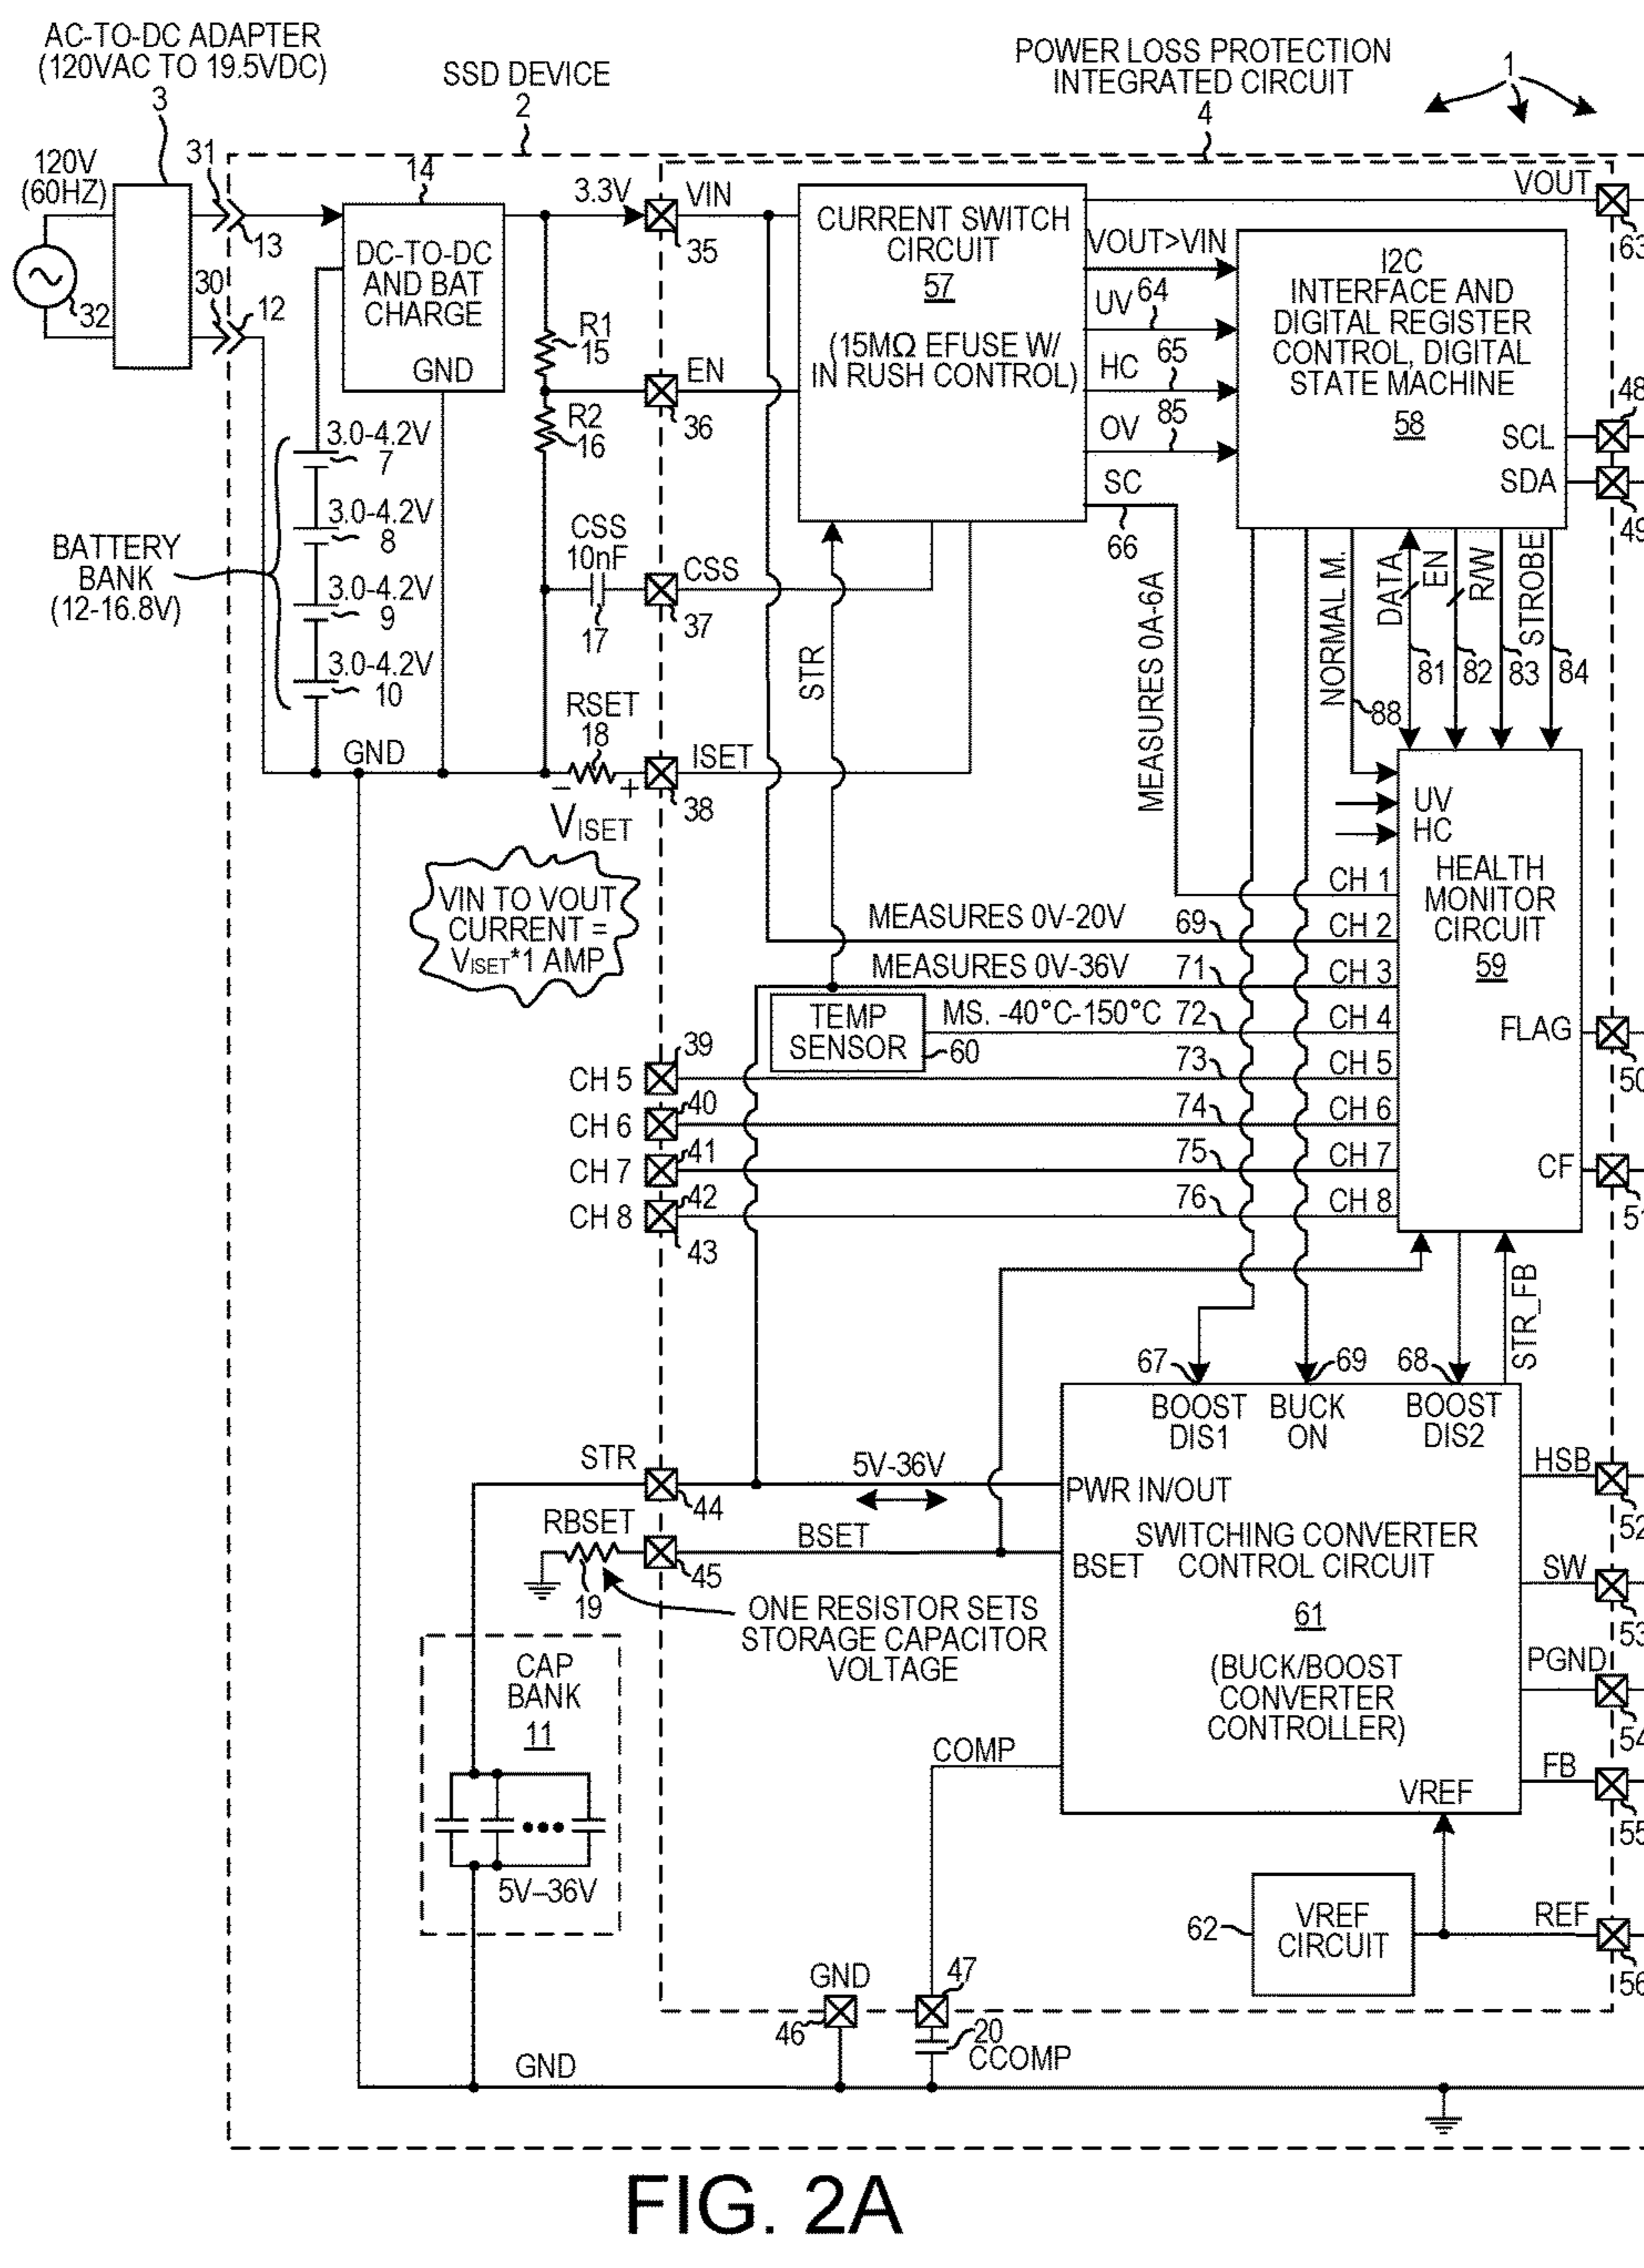 AC-TO-DC ADAPTER
(120VAC TO 19.5VDC)
3
SSD DEVICE
2
POWER LOSS PROTECTION
INTEGRATED CIRCUIT
4
1
120V
(60HZ)
32
31
13
30
12
14
DC-TO-DC
AND BAT
CHARGE
GND
3.3V
VIN
35
R1
15
EN
36
R2
16
CSS
10nF
17
CSS
37
RSET
18
ISET
38
− +
VISET
VIN TO VOUT
CURRENT =
VISET*1 AMP
BATTERY
BANK
(12-16.8V)
3.0-4.2V
7
3.0-4.2V
8
3.0-4.2V
9
3.0-4.2V
10
GND
CURRENT SWITCH
CIRCUIT
57
(15MΩ EFUSE W/
IN RUSH CONTROL)
STR
VOUT
63
VOUT>VIN
UV
64
HC
65
OV
85
SC
66
MEASURES 0A-6A
I2C
INTERFACE AND
DIGITAL REGISTER
CONTROL, DIGITAL
STATE MACHINE
58
SCL
48
SDA
49
NORMAL M.
88
DATA
81
EN
82
R/W
83
STROBE
84
UV
HC
HEALTH
MONITOR
CIRCUIT
59
CH 1
MEASURES 0V-20V
69
CH 2
MEASURES 0V-36V
71
CH 3
TEMP
SENSOR
60
MS. -40°C-150°C
72
CH 4
FLAG
50
CH 5
39
73
CH 5
CH 6
40
74
CH 6
CH 7
41
75
CH 7
CF
51
CH 8
42
43
76
CH 8
STR_FB
67
69
68
BOOST
DIS1
BUCK
ON
BOOST
DIS2
STR
44
5V-36V
PWR IN/OUT
RBSET
19
45
BSET
BSET
SWITCHING CONVERTER
CONTROL CIRCUIT
61
(BUCK/BOOST
CONVERTER
CONTROLLER)
VREF
HSB
52
SW
53
PGND
54
FB
55
ONE RESISTOR SETS
STORAGE CAPACITOR
VOLTAGE
CAP
BANK
11
5V–36V
COMP
62
VREF
CIRCUIT
REF
56
GND
46
47
20
CCOMP
GND
FIG. 2A